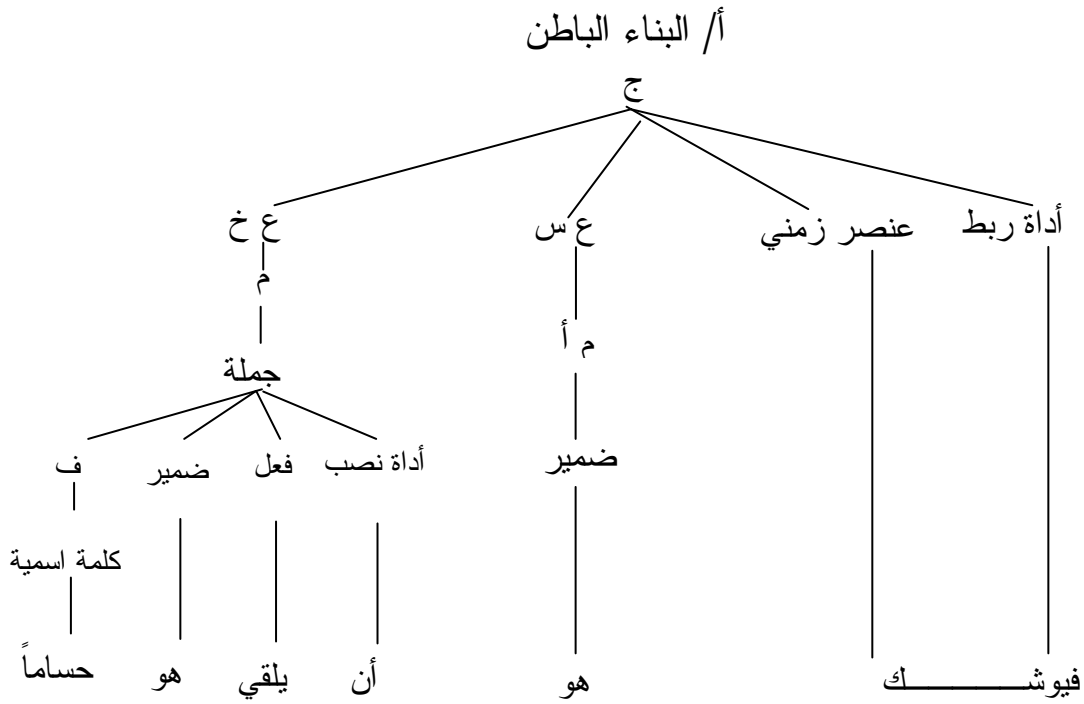 أ/ البناء الباطن
ج
أداة ربط عنصر زمني ع س ع خ
م
م أ
جملة
ضمير
أداة نصب فعل ضمير ف
كلمة اسمية
فيوشــــــــــك هو أن يلقي هو حساماً